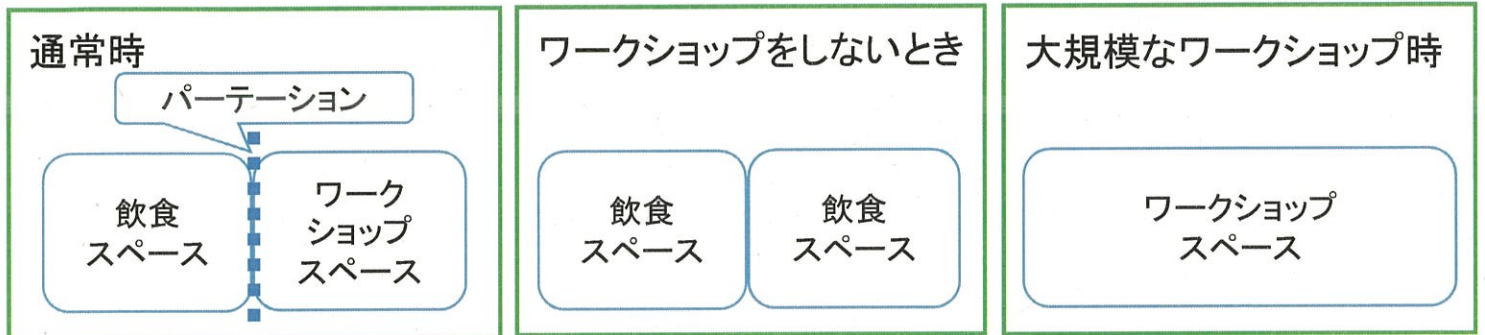 通常時
パーテーション
飲食
スペース
ワーク
ショップ
スペース
ワークショップをしないとき
飲食
スペース
飲食
スペース
大規模なワークショップ時
ワークショップ
スペース